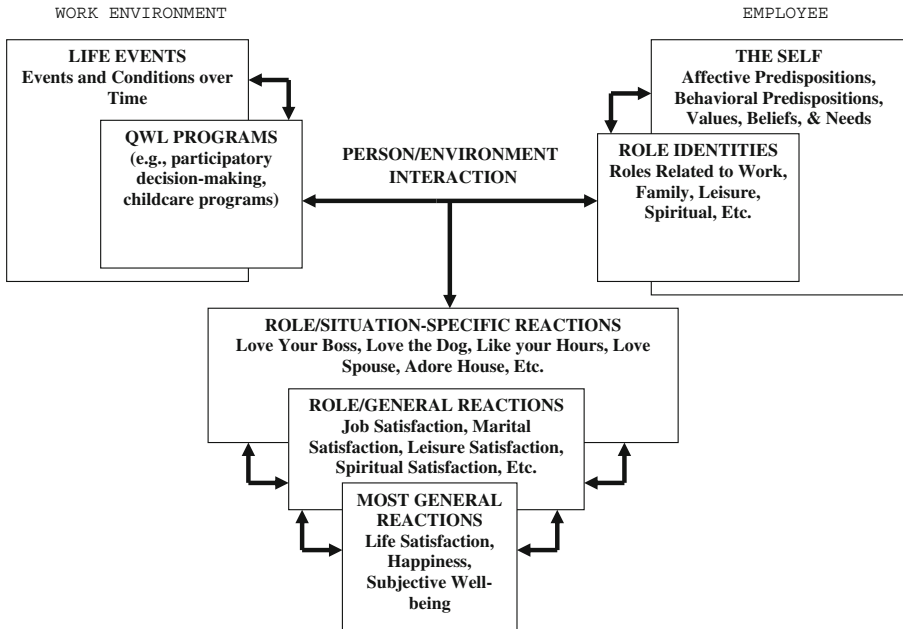 WORK ENVIRONMENT
EMPLOYEE
LIFE EVENTS
Events and Conditions over
Time
QWL PROGRAMS
(e.g., participatory
decision-making,
childcare programs)
PERSON/ENVIRONMENT
INTERACTION
THE SELF
Affective Predispositions,
Behavioral Predispositions,
Values, Beliefs, & Needs
ROLE IDENTITIES
Roles Related to Work,
Family, Leisure,
Spiritual, Etc.
ROLE/SITUATION-SPECIFIC REACTIONS
Love Your Boss, Love the Dog, Like your Hours, Love
Spouse, Adore House, Etc.
ROLE/GENERAL REACTIONS
Job Satisfaction, Marital
Satisfaction, Leisure Satisfaction,
Spiritual Satisfaction, Etc.
MOST GENERAL
REACTIONS
Life Satisfaction,
Happiness,
Subjective Well-
being